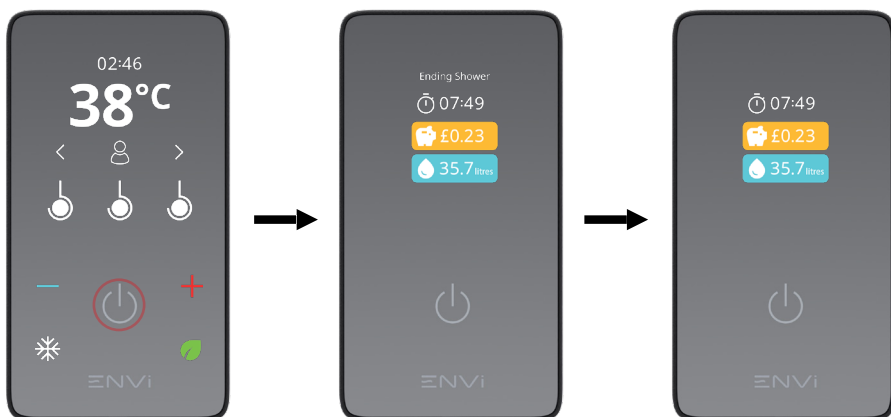 02:46
38°C
ENVi
Ending Shower
07:49
£0.23
35.7 litres
ENVi
07:49
£0.23
35.7 litres
ENVi